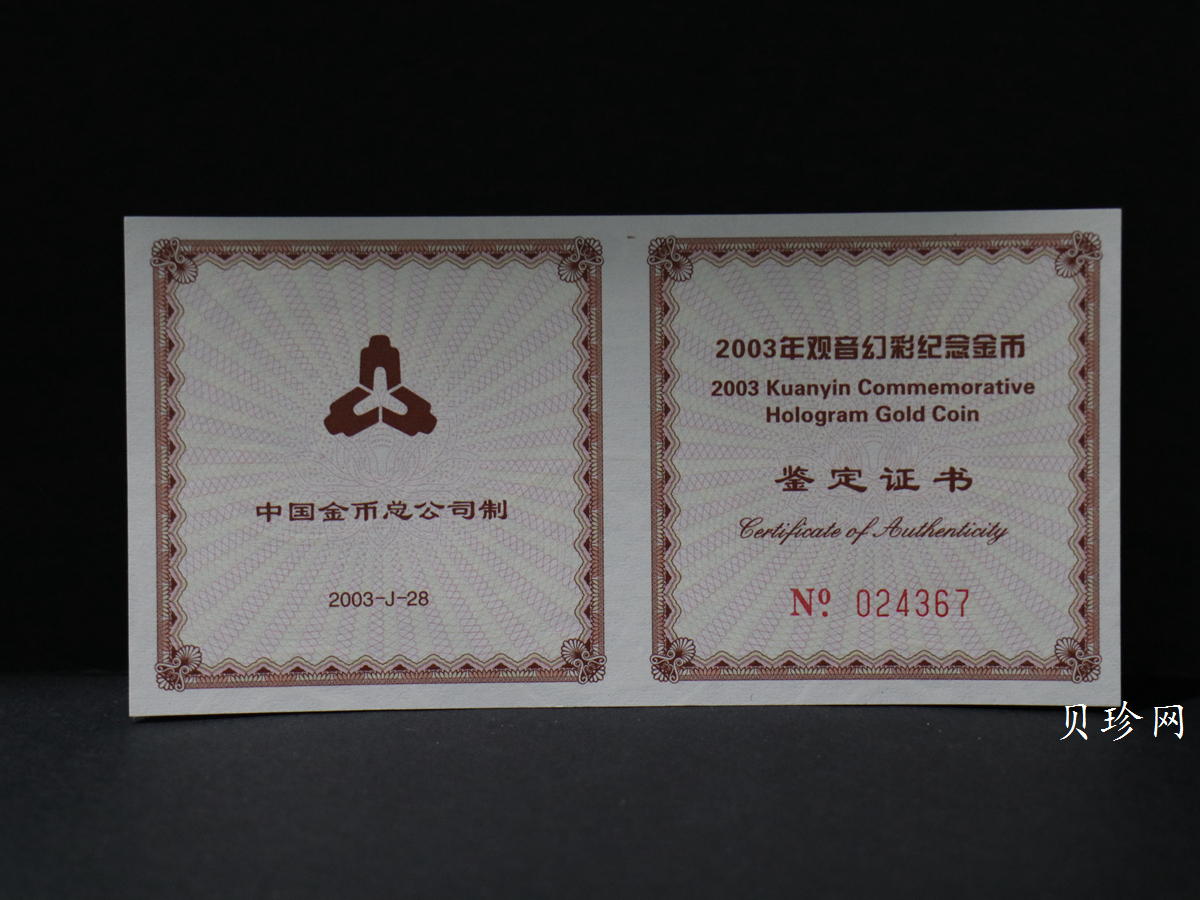 中国金币总公司制
2003-J-28
2003年观音幻彩纪念金币
2003 Kuanyin Commemorative
Hologram Gold Coin
鉴定证书
Certificate of Authenticity
Nº 024367
贝珍网